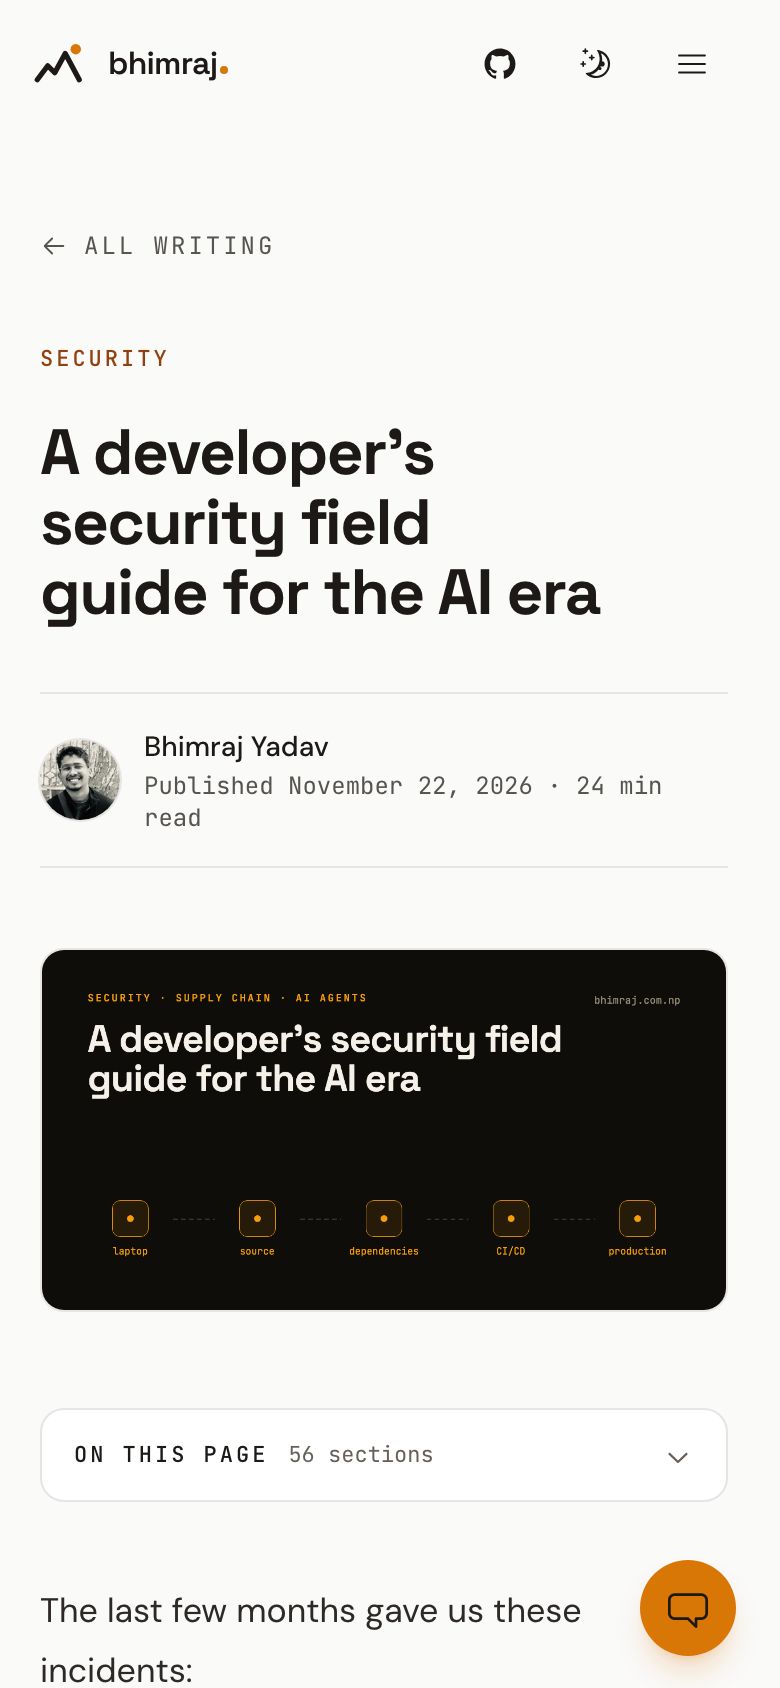 bhimraj.
← ALL WRITING
SECURITY
A developer’s
security field
guide for the AI era
Bhimraj Yadav
Published November 22, 2026 · 24 min
read
SECURITY · SUPPLY CHAIN · AI AGENTS
bhimraj.com.np
A developer’s security field
guide for the AI era
laptop source dependencies CI/CD production
ON THIS PAGE 56 sections
The last few months gave us these
incidents: